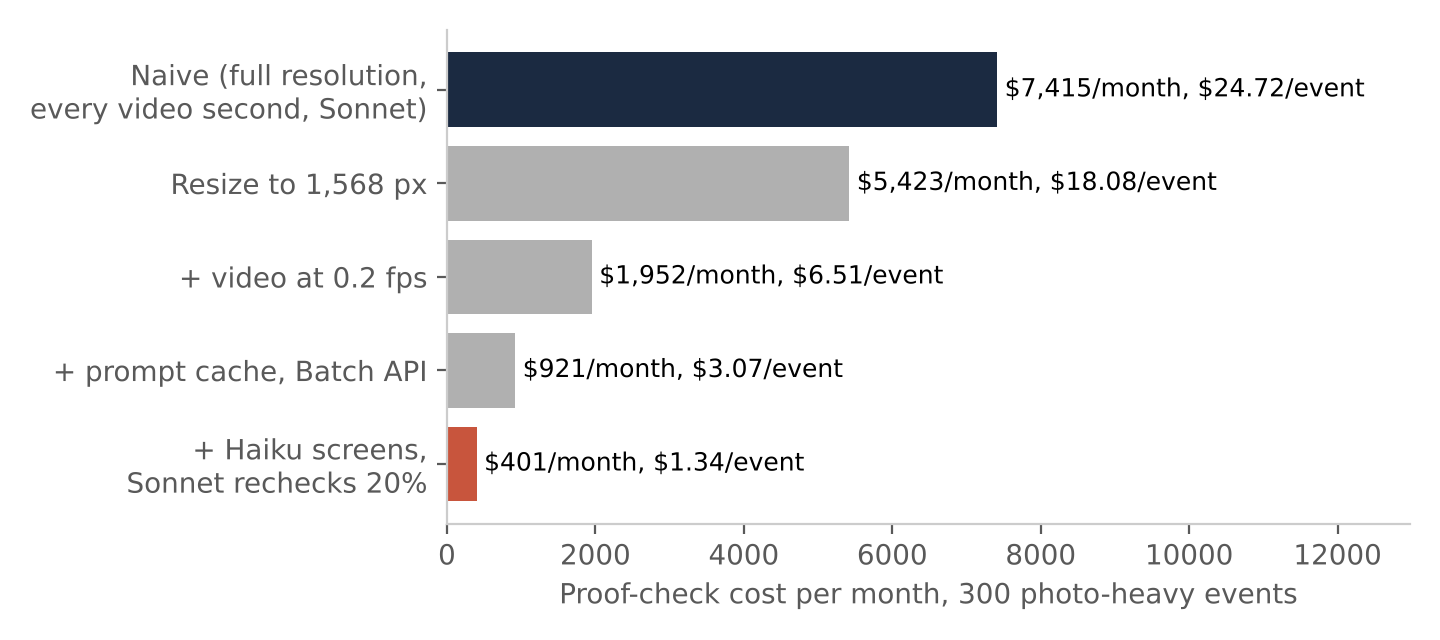 Naive (full resolution,
every video second, Sonnet)
$7,415/month, $24.72/event
Resize to 1,568 px
$5,423/month, $18.08/event
+ video at 0.2 fps
$1,952/month, $6.51/event
+ prompt cache, Batch API
$921/month, $3.07/event
+ Haiku screens,
Sonnet rechecks 20%
$401/month, $1.34/event
0 2000 4000 6000 8000 10000 12000
Proof-check cost per month, 300 photo-heavy events